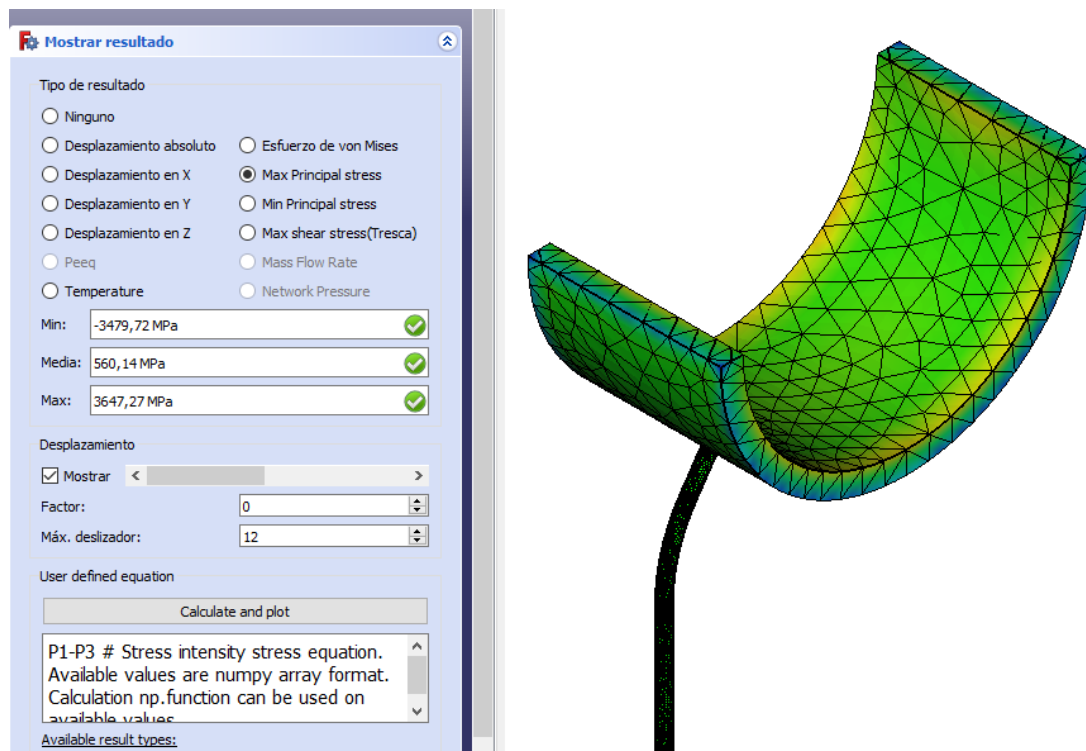 Mostrar resultado
Tipo de resultado
Ninguno
Desplazamiento absoluto
Esfuerzo de von Mises
Desplazamiento en X
Max Principal stress
Desplazamiento en Y
Min Principal stress
Desplazamiento en Z
Max shear stress(Tresca)
Peeq
Mass Flow Rate
Temperature
Network Pressure
Min: -3479,72 MPa
Media: 560,14 MPa
Max: 3647,27 MPa
Desplazamiento
Mostrar
Factor: 0
Máx. deslizador: 12
User defined equation
Calculate and plot
P1-P3 # Stress intensity stress equation.
Available values are numpy array format.
Calculation np.function can be used on
available values
Available result types: